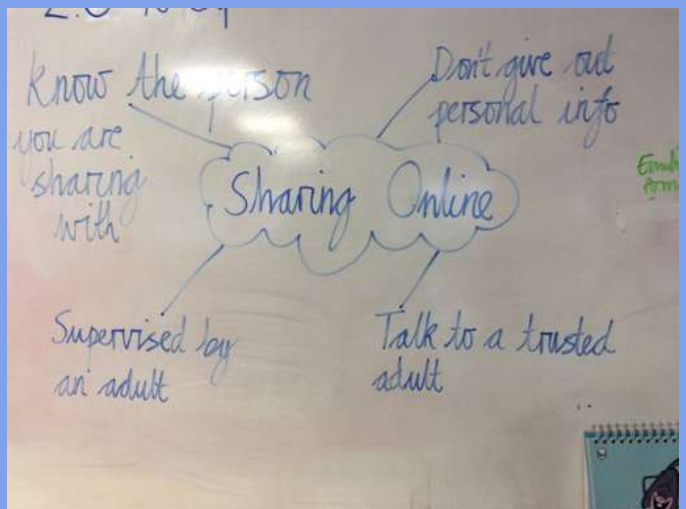 Know the person
you are
sharing
with
Don't give out
personal info
Sharing Online
Supervised by
an adult
Talk to a trusted
adult